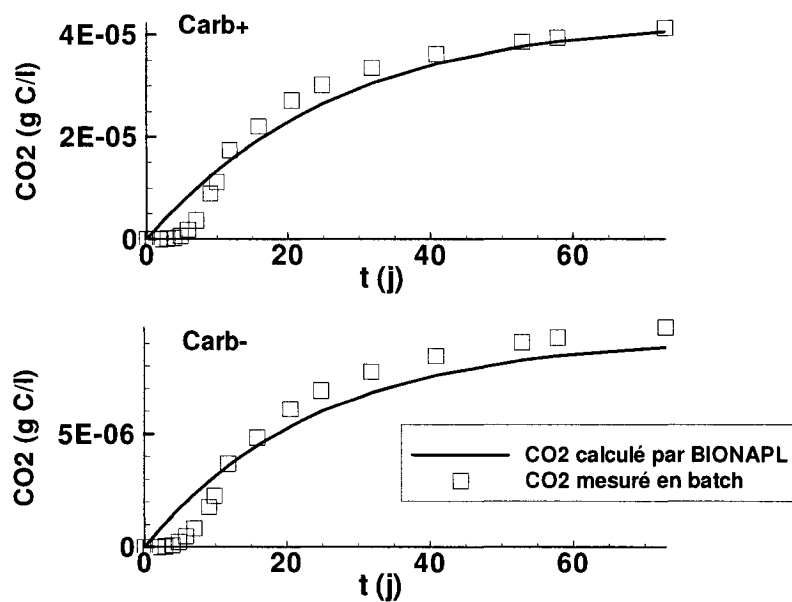 Carb+
4E-05
2E-05
0
CO2 (g C/l)
0 20 40 60
t (j)
Carb-
5E-06
0
CO2 (g C/l)
0 20 40 60
t (j)
CO2 calculé par BIONAPL
CO2 mesuré en batch